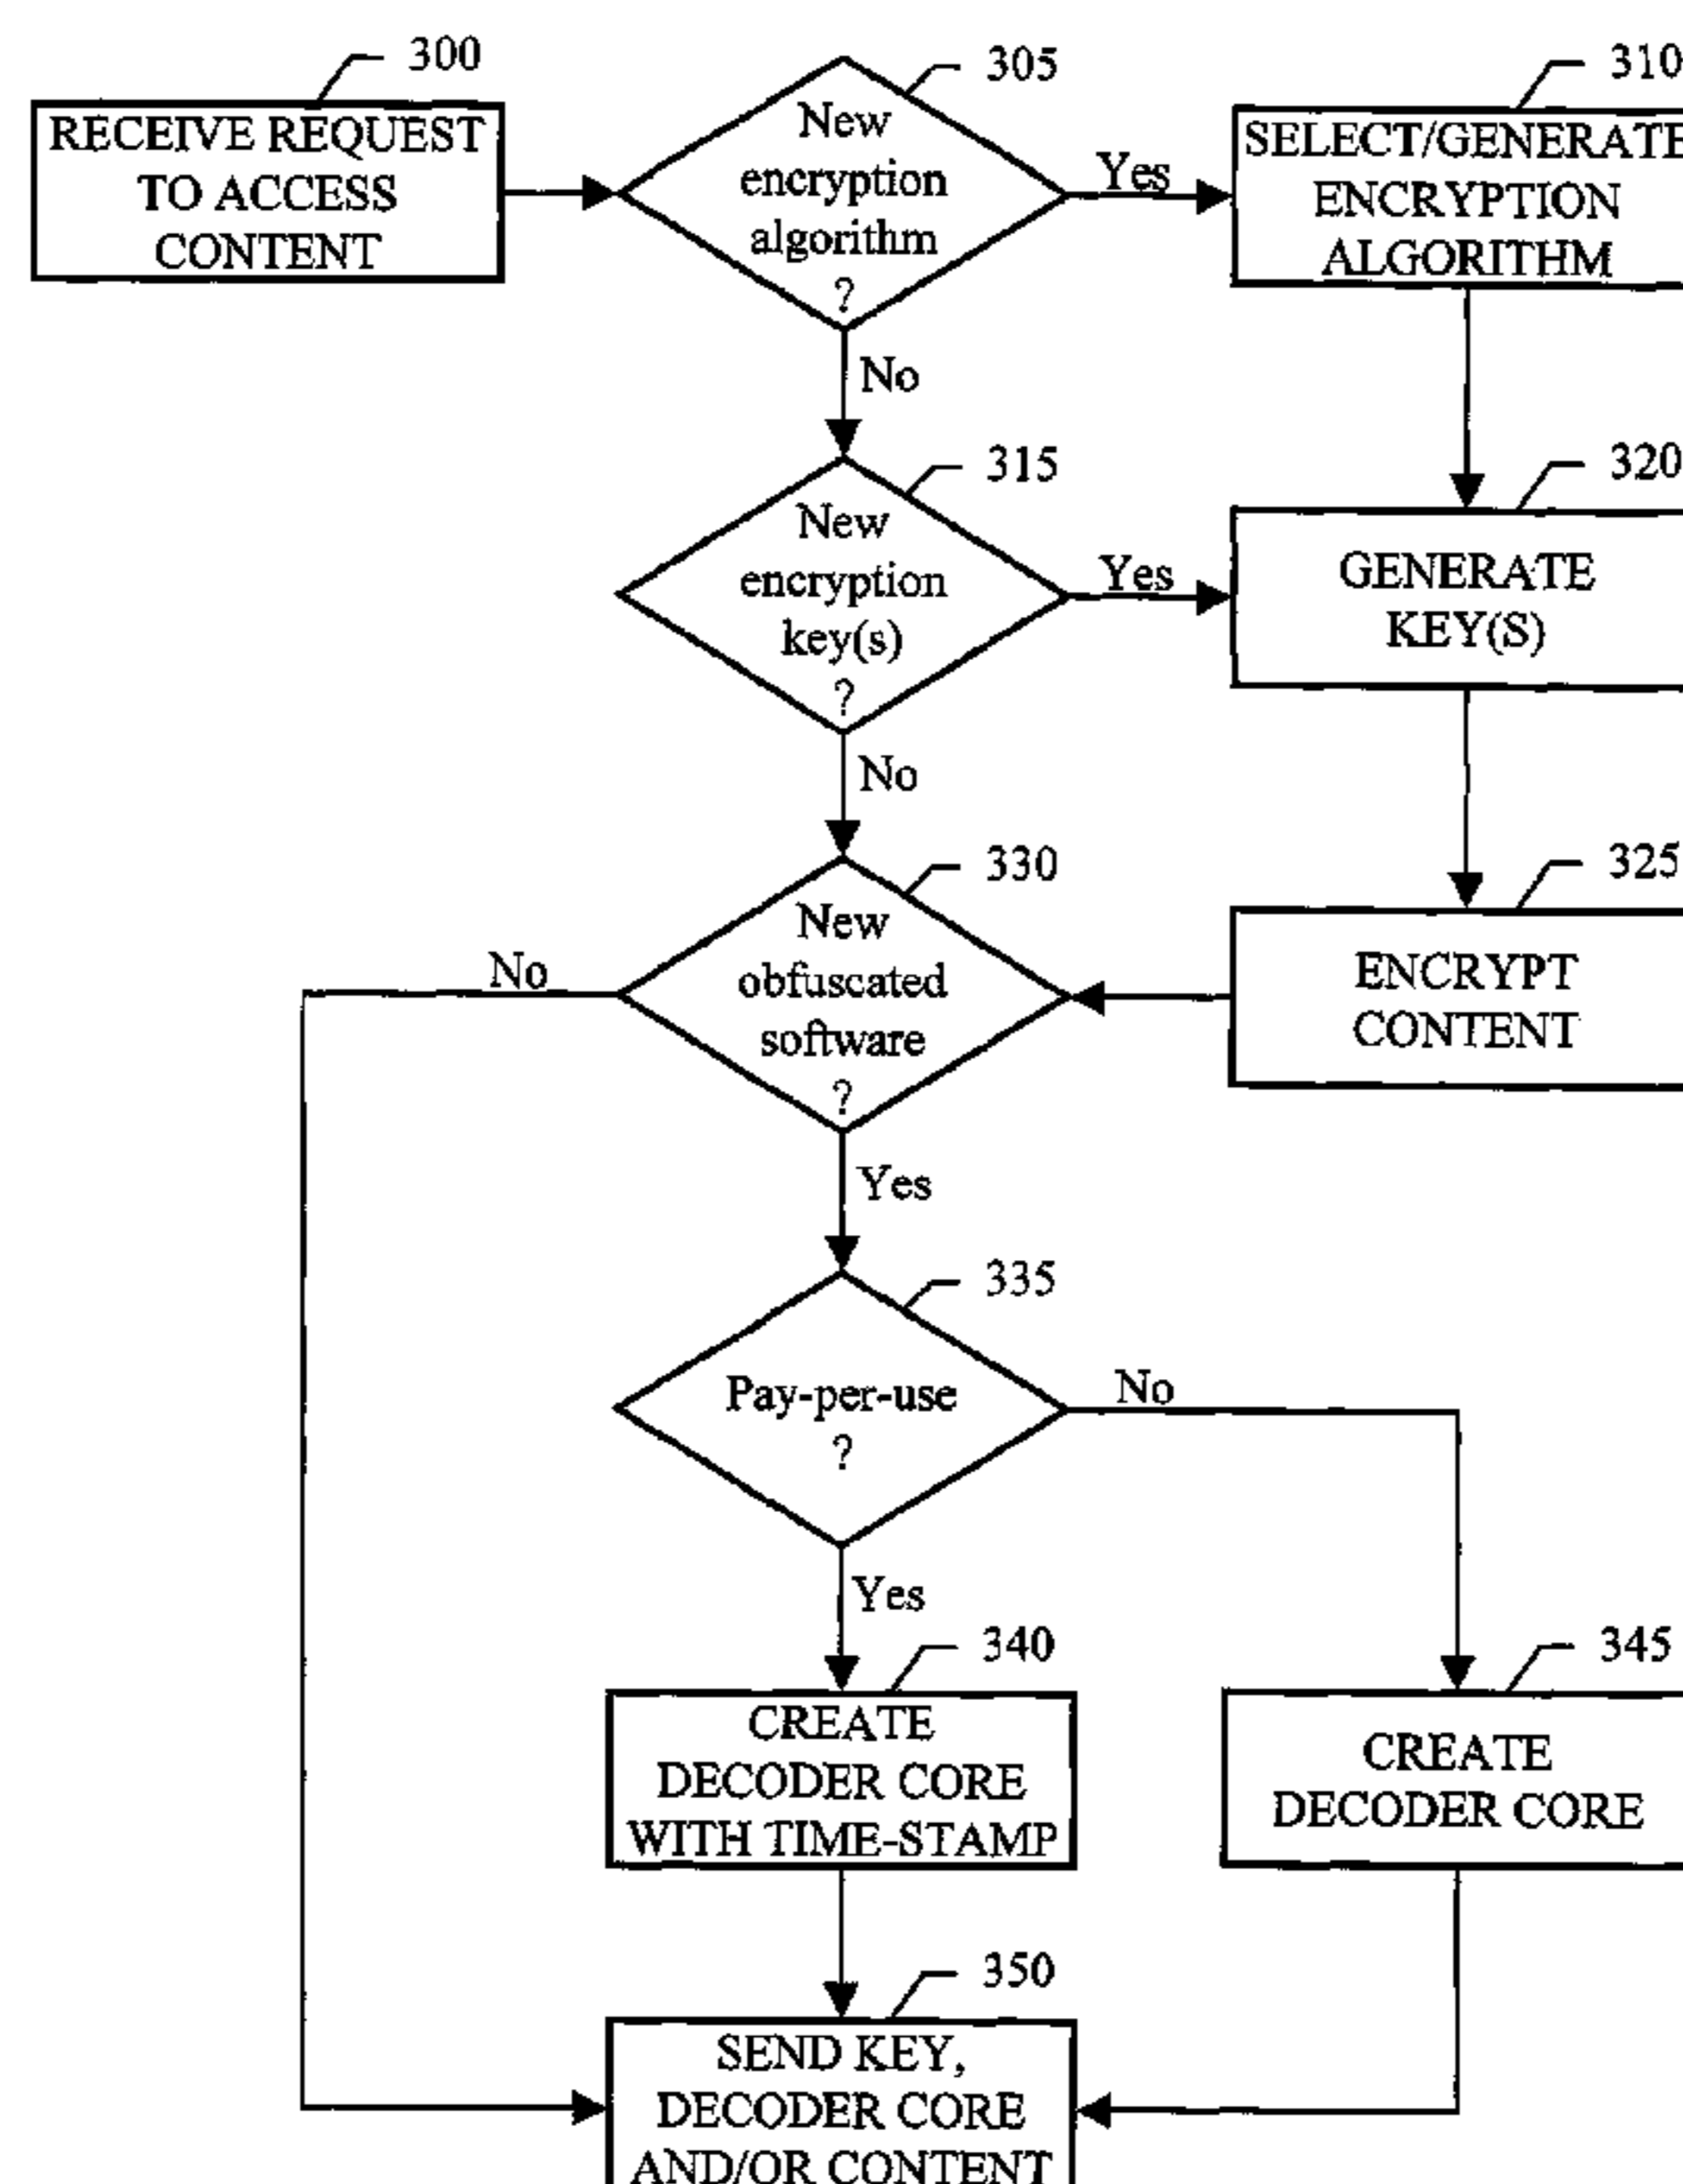 300
RECEIVE REQUEST
TO ACCESS
CONTENT
305
New
encryption
algorithm
?
Yes
310
SELECT/GENERATE
ENCRYPTION
ALGORITHM
No
315
New
encryption
key(s)
?
Yes
320
GENERATE
KEY(S)
No
330
New
obfuscated
software
?
No
325
ENCRYPT
CONTENT
Yes
335
Pay-per-use
?
No
Yes
340
CREATE
DECODER CORE
WITH TIME-STAMP
345
CREATE
DECODER CORE
350
SEND KEY,
DECODER CORE
AND/OR CONTENT